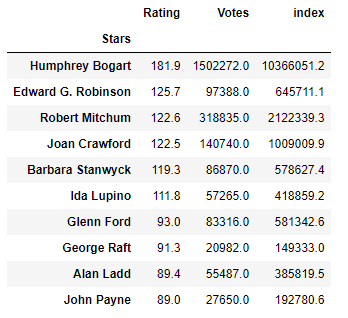 Rating Votes index
Stars
Humphrey Bogart 181.9 1502272.0 10366051.2
Edward G. Robinson 125.7 97388.0 645711.1
Robert Mitchum 122.6 318835.0 2122339.3
Joan Crawford 122.5 140740.0 1009009.9
Barbara Stanwyck 119.3 86870.0 578627.4
Ida Lupino 111.8 57265.0 418859.2
Glenn Ford 93.0 83316.0 581342.6
George Raft 91.3 20982.0 149333.0
Alan Ladd 89.4 55487.0 385819.5
John Payne 89.0 27650.0 192780.6